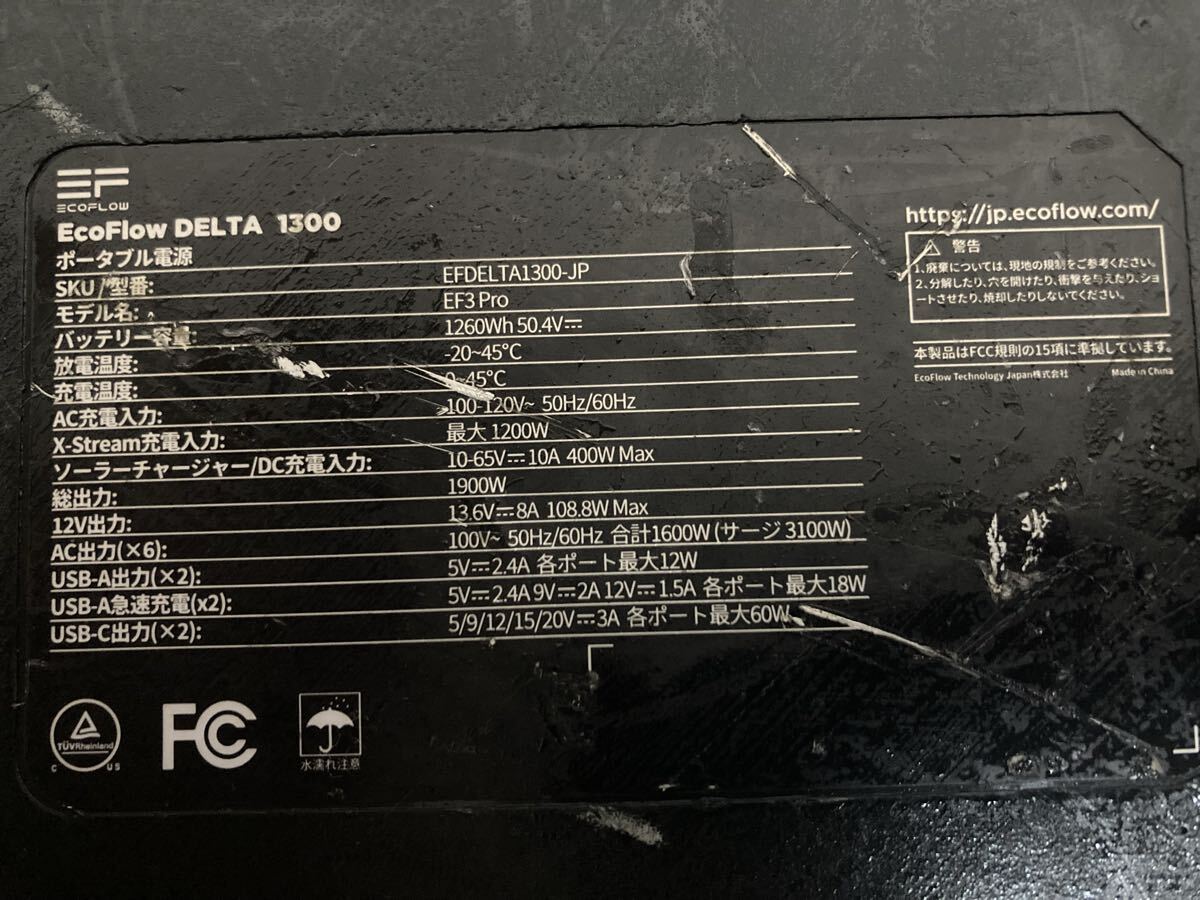 EF
ECOFLOW
EcoFlow DELTA 1300
ポータブル電源
SKU /型番: EFDELTA1300-JP
モデル名: EF3 Pro
バッテリー容量: 1260Wh 50.4V⎓
放電温度: -20~45°C
充電温度: 0~45°C
AC充電入力: 100-120V~ 50Hz/60Hz
X-Stream充電入力: 最大 1200W
ソーラーチャージャー/DC充電入力: 10-65V⎓10A 400W Max
総出力: 1900W
12V出力: 13.6V⎓8A 108.8W Max
AC出力(×6): 100V~ 50Hz/60Hz 合計1600W (サージ 3100W)
USB-A出力(×2): 5V⎓2.4A 各ポート最大12W
USB-A急速充電(x2): 5V⎓2.4A 9V⎓2A 12V⎓1.5A 各ポート最大18W
USB-C出力(×2): 5/9/12/15/20V⎓3A 各ポート最大60W
https://jp.ecoflow.com/
警告
1、廃棄については、現地の規制をご参考ください。
2、分解したり、穴を開けたり、衝撃を与えたり、ショ
ートさせたり、焼却したりしないでください。
本製品はFCC規則の15項に準拠しています。
EcoFlow Technology Japan株式会社 Made in China
TÜVRheinland
C US
FC
水濡れ注意